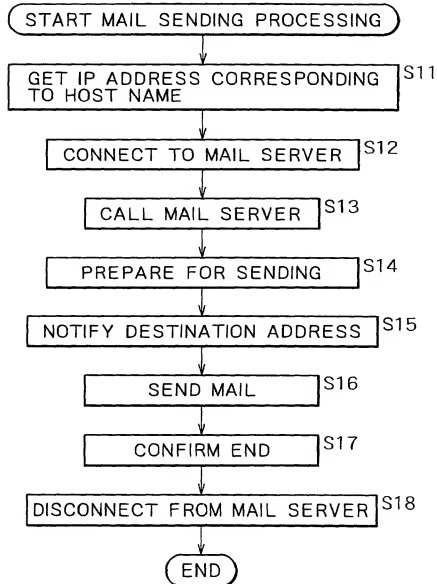 START MAIL SENDING PROCESSING
GET IP ADDRESS CORRESPONDING
TO HOST NAME
S11
CONNECT TO MAIL SERVER
S12
CALL MAIL SERVER
S13
PREPARE FOR SENDING
S14
NOTIFY DESTINATION ADDRESS
S15
SEND MAIL
S16
CONFIRM END
S17
DISCONNECT FROM MAIL SERVER
S18
END